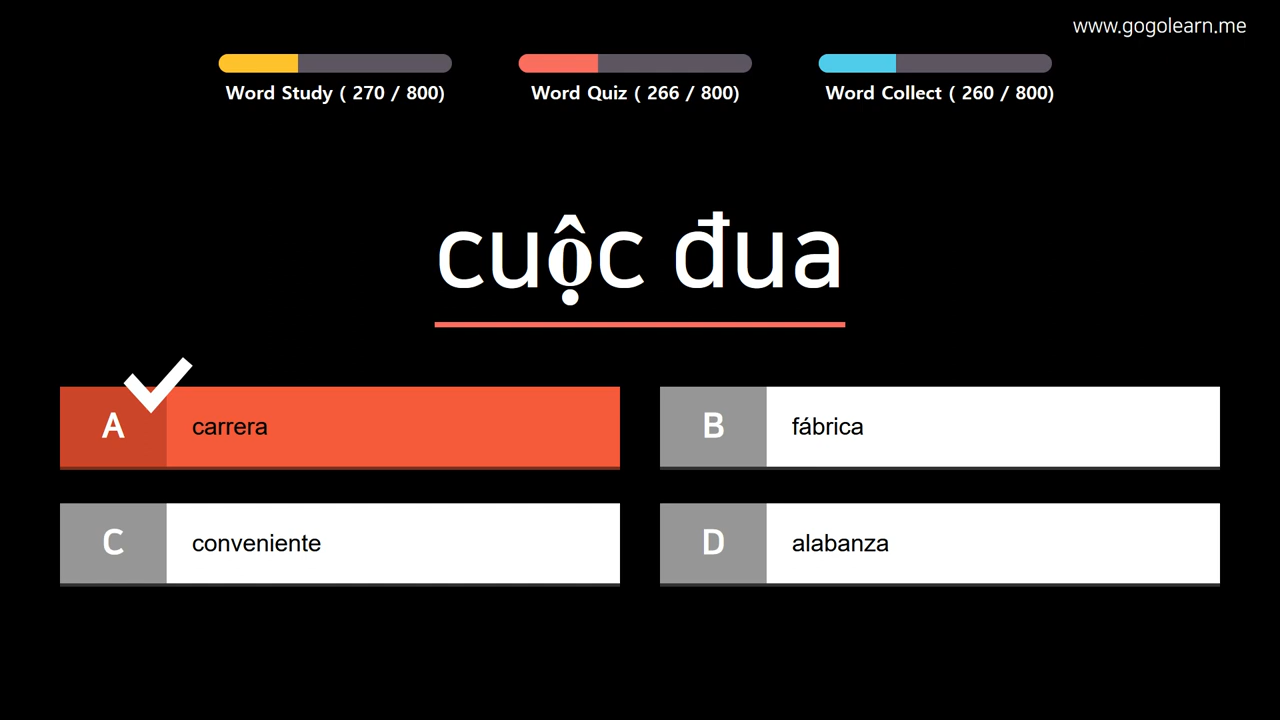 www.gogolearn.me
Word Study ( 270 / 800)
Word Quiz ( 266 / 800)
Word Collect ( 260 / 800)
cuộc đua
A carrera
B fábrica
C conveniente
D alabanza